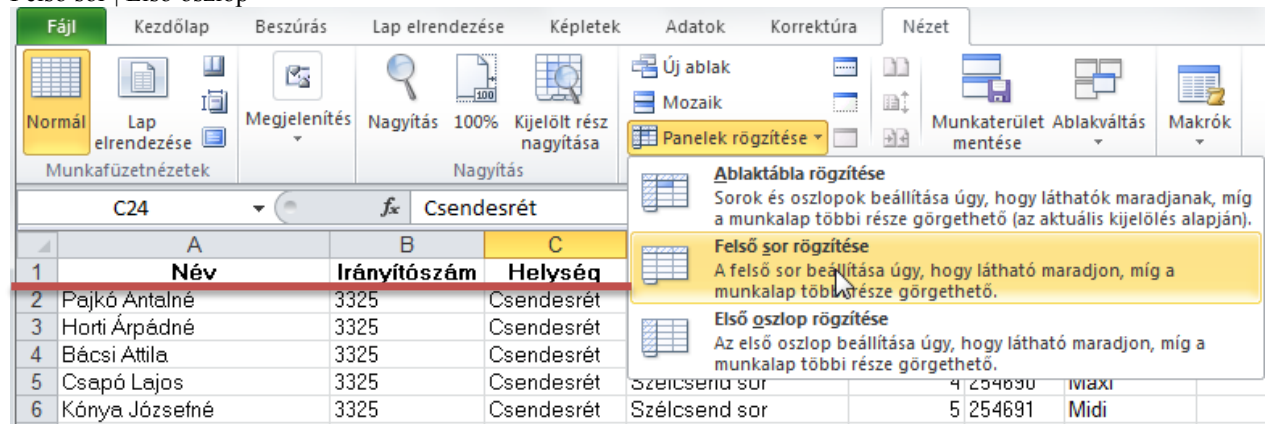 Felső sor | Első oszlop
Fájl Kezdőlap Beszúrás Lap elrendezése Képletek Adatok Korrektúra Nézet
Normál Lap elrendezése Megjelenítés Nagyítás 100% Kijelölt rész nagyítása
Új ablak
Mozaik
Panelek rögzítése
Munkaterület mentése Ablakváltás Makrók
Munkafüzetnézetek Nagyítás
Ablaktábla rögzítése
Sorok és oszlopok beállítása úgy, hogy láthatók maradjanak, míg
a munkalap többi része görgethető (az aktuális kijelölés alapján).
Felső sor rögzítése
A felső sor beállítása úgy, hogy látható maradjon, míg a
munkalap többi része görgethető.
Első oszlop rögzítése
Az első oszlop beállítása úgy, hogy látható maradjon, míg a
munkalap többi része görgethető.
C24 fx Csendesrét
A B C
1 Név Irányítószám Helység
2 Pajkó Antalné 3325 Csendesrét
3 Horti Árpádné 3325 Csendesrét
4 Bácsi Attila 3325 Csendesrét
5 Csapó Lajos 3325 Csendesrét Szélcsend sor 4 254690 Maxi
6 Kónya Józsefné 3325 Csendesrét Szélcsend sor 5 254691 Midi